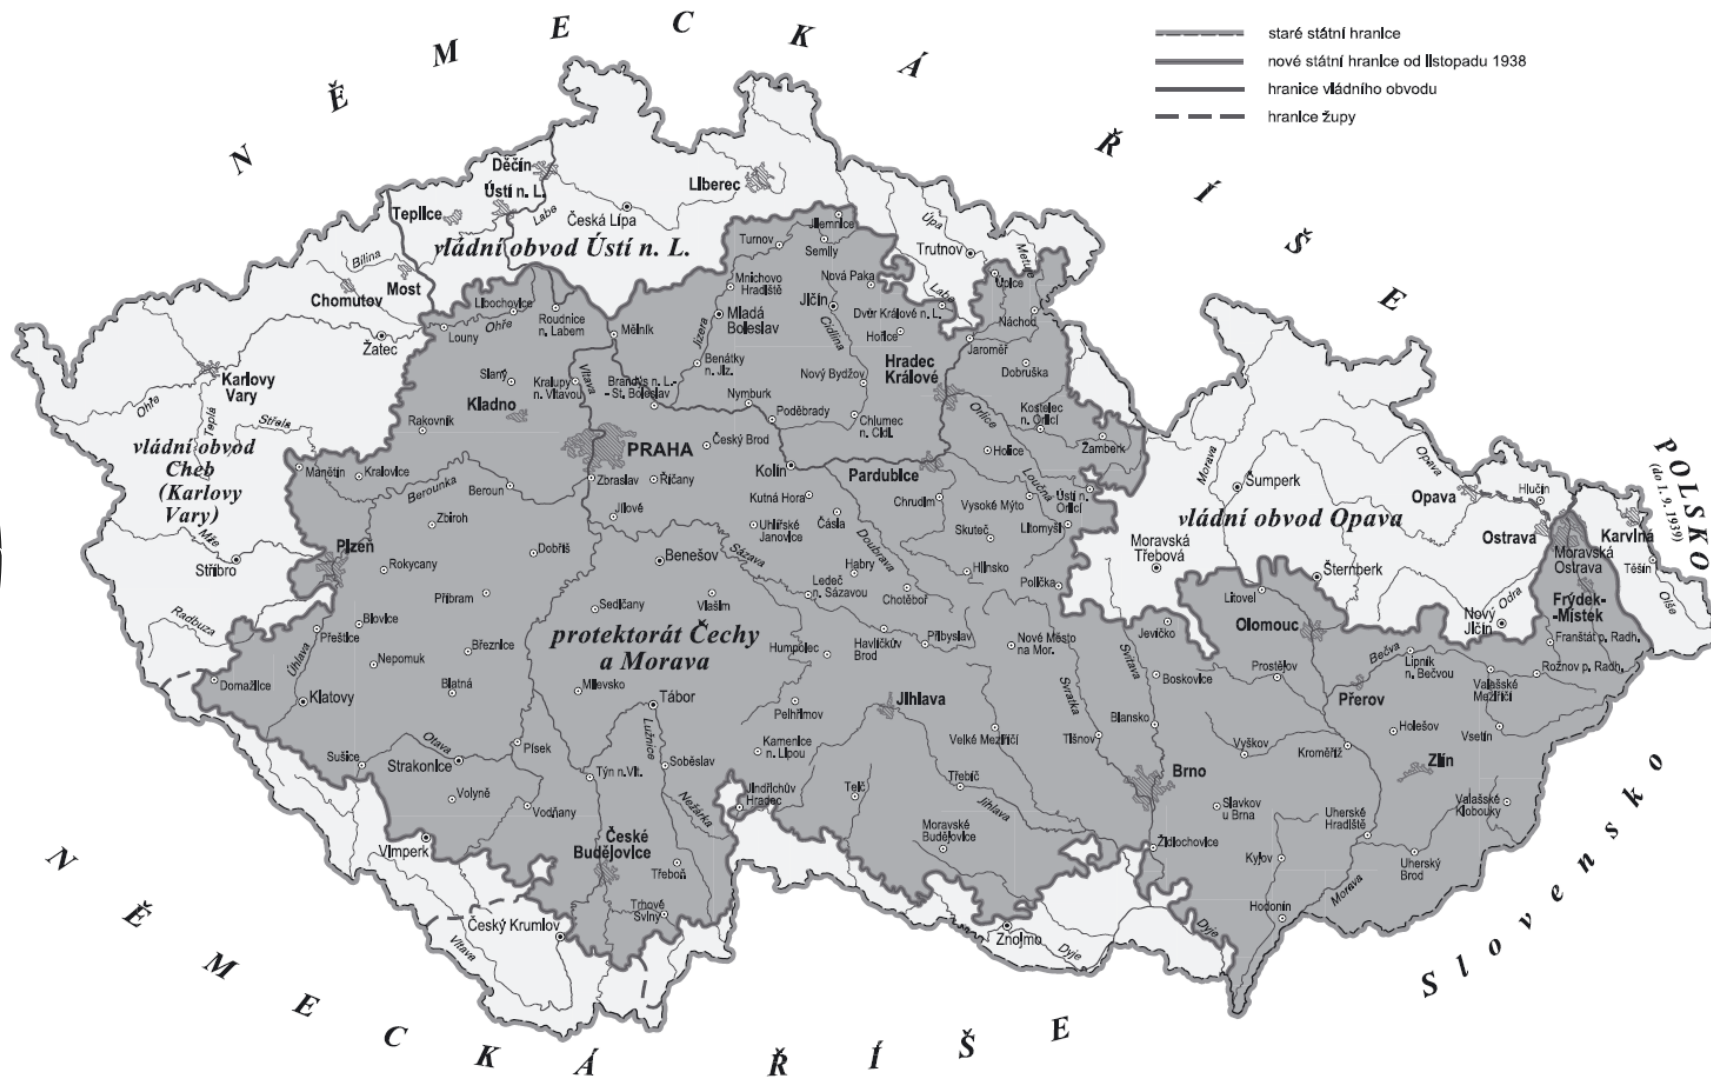 NĚMECKÁ ŘÍŠE
staré státní hranice
nové státní hranice od listopadu 1938
hranice vládního obvodu
hranice župy
Děčín
Ústí n. L.
Teplice
Labe
Česká Lípa
Liberec
vládní obvod Ústí n. L.
Bílina
Most
Chomutov
Žatec
Karlovy
Vary
Ohře
Teplá
Střela
vládní obvod
Cheb
(Karlovy
Vary)
Mže
Stříbro
Radbuza
Jilemnice
Turnov
Semily
Mnichovo
Hradiště
Nová Paka
Jičín
Mladá
Boleslav
Dvůr Králové n. L.
Hořice
Cidlina
Jizera
Úpa
Trutnov
Metuje
Labe
Úpice
Náchod
Jaroměř
Dobruška
Hradec
Králové
Libochovice
Ohře
Louny
Roudnice
n. Labem
Mělník
Benátky
n. Jiz.
Nový Bydžov
Slaný
Kralupy
n. Vltavou
Vltava
Brandýs n. L.-
- St. Boleslav
Nymburk
Poděbrady
Chlumec
n. Cidl.
Kladno
Rakovník
PRAHA
Český Brod
Kolín
Pardubice
Orlice
Kostelec
n. Orlicí
Holice
Žamberk
Manětín
Kralovice
Berounka
Beroun
Zbraslav
Říčany
Kutná Hora
Chrudim
Vysoké Mýto
Loučná
Ústí n.
Orlicí
Zbiroh
Jílové
Uhlířské
Janovice
Čásla
Skuteč
Litomyšl
Plzeň
Rokycany
Dobříš
Benešov
Sázava
Doubrava
Habry
Hlinsko
Polička
Příbram
Ledeč
n. Sázavou
Chotěboř
Sedlčany
Vlašim
Blovice
Přeštice
Úhlava
Březnice
protektorát Čechy
a Morava
Humpolec
Havlíčkův
Brod
Přibyslav
Nové Město
na Mor.
Nepomuk
Domažlice
Klatovy
Blatná
Milevsko
Tábor
Pelhřimov
Jihlava
Svratka
Svitava
Jevíčko
Boskovice
Blansko
Tišnov
Velké Meziříčí
Kamenice
n. Lipou
Lužnice
Soběslav
Otava
Písek
Sušice
Strakonice
Týn n. Vlt.
Volyně
Vodňany
Nežárka
Jindřichův
Hradec
Telč
Třebíč
Jihlava
Moravské
Budějovice
Brno
České
Budějovice
Třeboň
Trhové
Sviny
Vimperk
Český Krumlov
Vltava
Znojmo
Dyje
Dyje
Židlochovice
Slavkov
u Brna
Vyškov
Kyjov
Hodonín
Morava
Uherské
Hradiště
Uherský
Brod
Valašské
Klobouky
Zlín
Holešov
Kroměříž
Vsetín
Přerov
Prostějov
Olomouc
Litovel
Bečva
Lipník
n. Bečvou
Valašské
Meziříčí
Rožnov p. Radh.
Franštát p. Radh.
Frýdek-
-Místek
Moravská
Ostrava
Ostrava
Karviná
Těšín
Olše
Hlučín
Opava
Opava
Odra
Nový
Jičín
Šternberk
Šumperk
Morava
vládní obvod Opava
Moravská
Třebová
POLSKO
(do 1. 9. 1939)
Slovensko
NĚMECKÁ ŘÍŠE